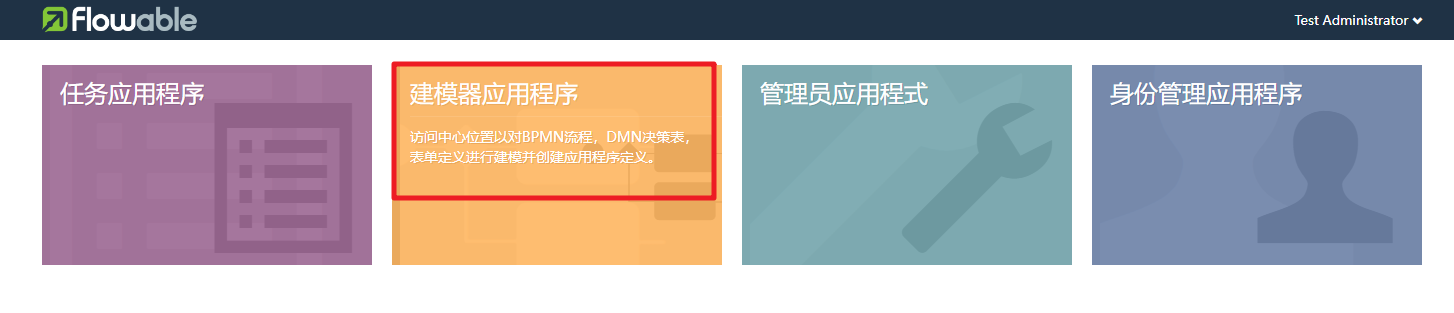 flowable
Test Administrator
任务应用程序
建模器应用程序
访问中心位置以对BPMN流程，DMN决策表，
表单定义进行建模并创建应用程序定义。
管理员应用程式
身份管理应用程序